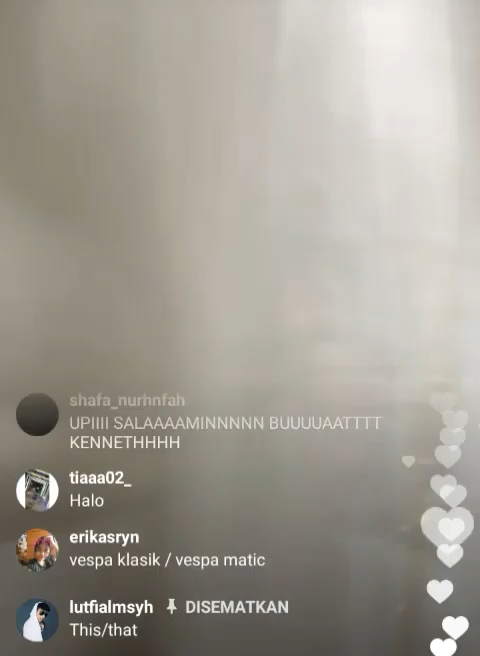 shafa_nurhnfah
UPIIII SALAAAAMINNNNN BUUUUAATTTT
KENNETHHHH
tiaaa02_
Halo
erikasryn
vespa klasik / vespa matic
lutfialmsyh DISEMATKAN
This/that